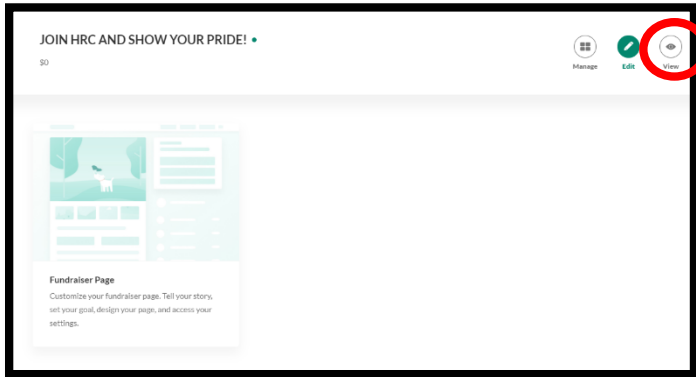 JOIN HRC AND SHOW YOUR PRIDE!
$0
Manage
Edit
View
Fundraiser Page
Customize your fundraiser page. Tell your story,
set your goal, design your page, and access your
settings.